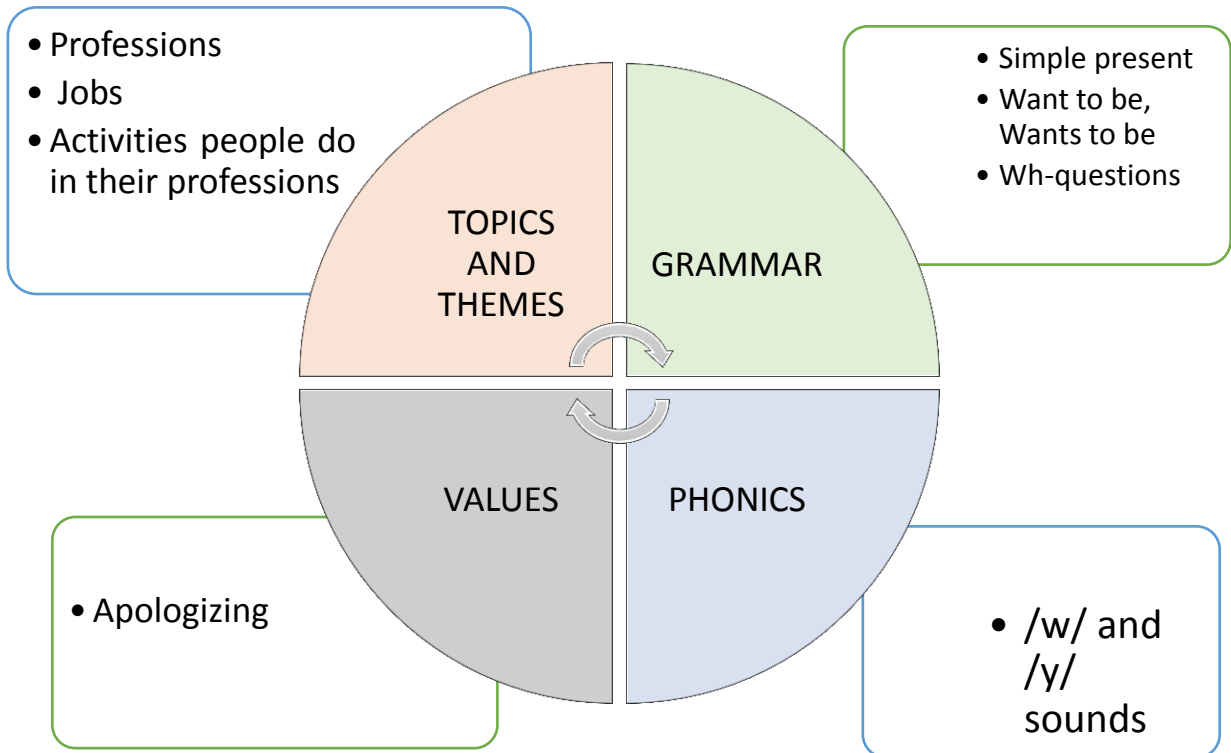 • Professions
• Jobs
• Activities people do
in their professions
• Simple present
• Want to be,
Wants to be
• Wh-questions
TOPICS
AND
THEMES
GRAMMAR
VALUES
PHONICS
• Apologizing
• /w/ and
/y/
sounds